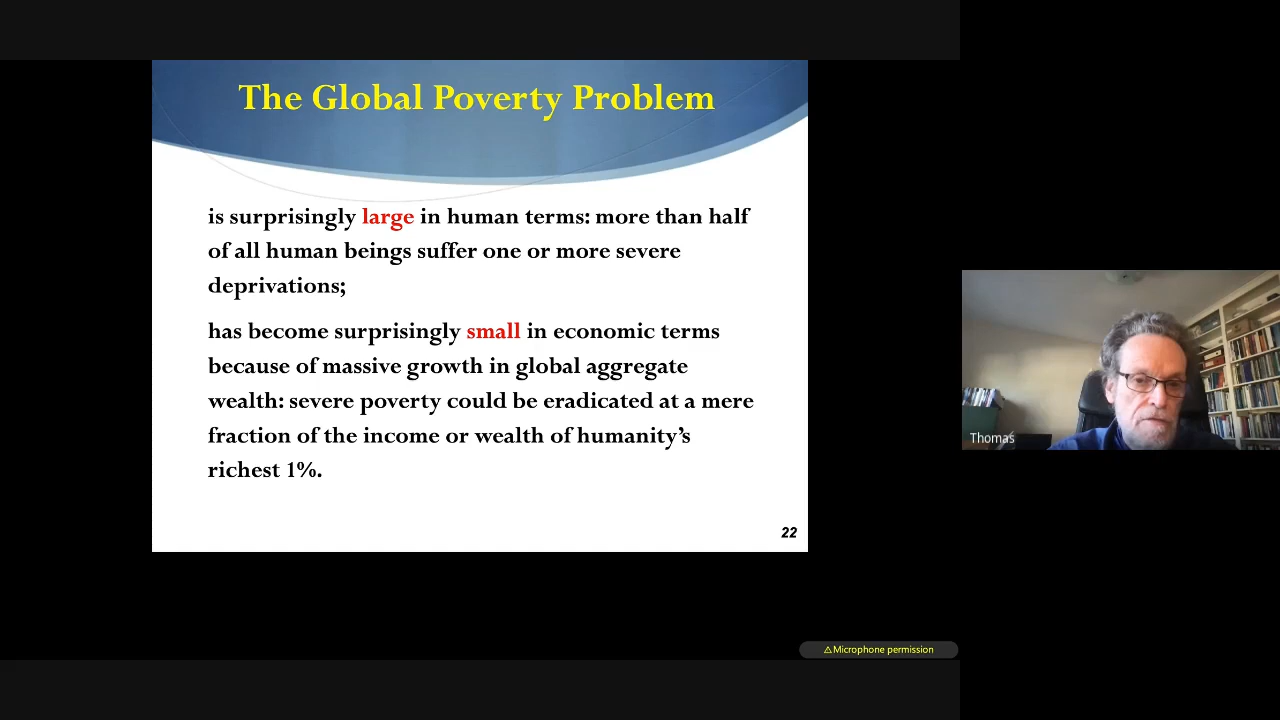 The Global Poverty Problem
is surprisingly large in human terms: more than half
of all human beings suffer one or more severe
deprivations;
has become surprisingly small in economic terms
because of massive growth in global aggregate
wealth: severe poverty could be eradicated at a mere
fraction of the income or wealth of humanity’s
richest 1%.
22
Thomas
⚠Microphone permission